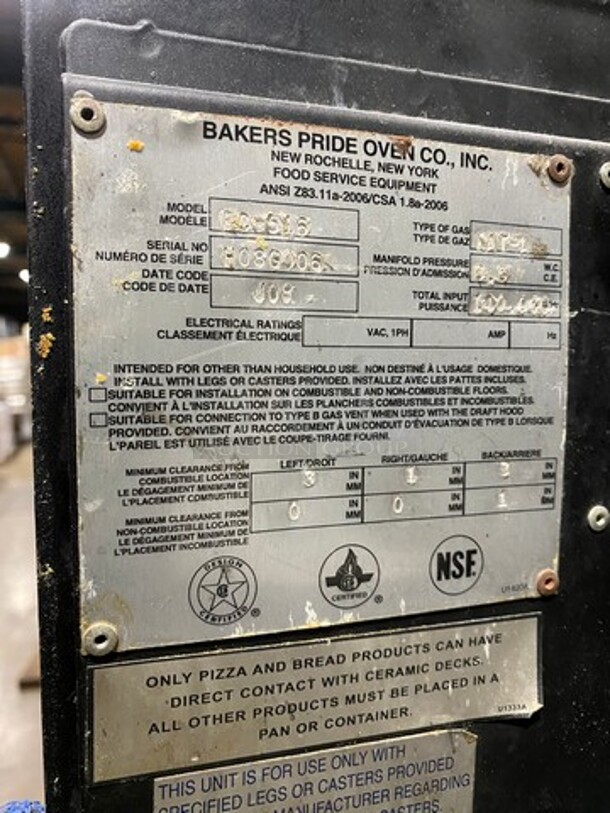 BAKERS PRIDE OVEN CO., INC.
NEW ROCHELLE, NEW YORK
FOOD SERVICE EQUIPMENT
ANSI Z83.11a-2006/CSA 1.8a-2006
MODEL
MODÈLE
SERIAL NO
NUMÉRO DE SÉRIE
DATE CODE
CODE DE DATE
TYPE OF GAS
TYPE DE GAZ
MANIFOLD PRESSURE W.C.
PRESSION D'ADMISSION C.E.
TOTAL INPUT
PUISSANCE
ELECTRICAL RATINGS
CLASSEMENT ÉLECTRIQUE VAC, 1PH AMP Hz
INTENDED FOR OTHER THAN HOUSEHOLD USE. NON DESTINÉ À L'USAGE DOMESTIQUE.
INSTALL WITH LEGS OR CASTERS PROVIDED. INSTALLEZ AVEC LES PATTES INCLUSES.
SUITABLE FOR INSTALLATION ON COMBUSTIBLE AND NON-COMBUSTIBLE FLOORS.
CONVIENT À L'INSTALLATION SUR LES PLANCHERS COMBUSTIBLES ET INCOMBUSTIBLES.
SUITABLE FOR CONNECTION TO TYPE B GAS VENT WHEN USED WITH THE DRAFT HOOD
PROVIDED. CONVIENT AU RACCORDEMENT À UN CONDUIT D'ÉVACUATION DE TYPE B LORSQUE
L'PAREIL EST UTILISÉ AVEC LE COUPE-TIRAGE FOURNI.
LEFT/DROIT RIGHT/GAUCHE BACK/ARRIÈRE
MINIMUM CLEARANCE FROM
COMBUSTIBLE LOCATION
LE DÉGAGEMENT MINIMUM DE
L'PLACEMENT COMBUSTIBLE
3 IN MM IN MM 3 IN MM
MINIMUM CLEARANCE FROM
NON-COMBUSTIBLE LOCATION
LE DÉGAGEMENT MINIMUM DE
L'PLACEMENT INCOMBUSTIBLE
0 IN MM 0 IN MM 1 IN
DESIGN
CERTIFIED
CERTIFIED
NSF
ONLY PIZZA AND BREAD PRODUCTS CAN HAVE
DIRECT CONTACT WITH CERAMIC DECKS.
ALL OTHER PRODUCTS MUST BE PLACED IN A
PAN OR CONTAINER.
U1333A
THIS UNIT IS FOR USE ONLY WITH
SPECIFIED LEGS OR CASTERS PROVIDED
MANUFACTURER REGARDING
CASTERS.